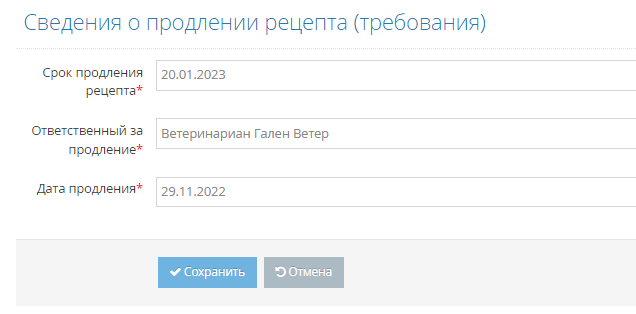 Сведения о продлении рецепта (требования)
Срок продления
рецепта*
20.01.2023
Ответственный за
продление*
Ветеринариан Гален Ветер
Дата продления*
29.11.2022
Сохранить Отмена